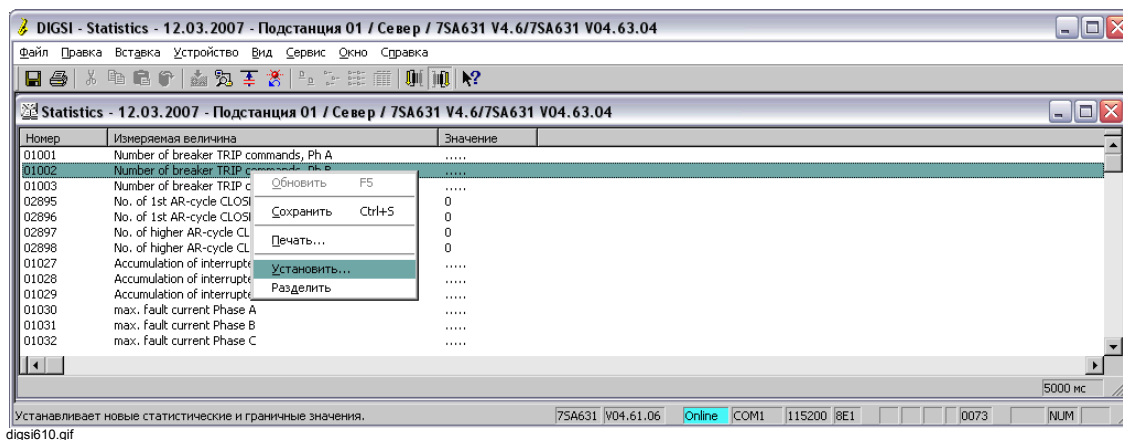 DIGSI - Statistics - 12.03.2007 - Подстанция 01 / Север / 7SA631 V4.6/7SA631 V04.63.04
Файл Правка Вставка Устройство Вид Сервис Окно Справка
Statistics - 12.03.2007 - Подстанция 01 / Север / 7SA631 V4.6/7SA631 V04.63.04
Номер Измеряемая величина Значение
01001 Number of breaker TRIP commands, Ph A .....
01002 Number of breaker TRIP commands, Ph B .....
01003 Number of breaker TRIP c .....
02895 No. of 1st AR-cycle CLOS 0
02896 No. of 1st AR-cycle CLOS 0
02897 No. of higher AR-cycle CL 0
02898 No. of higher AR-cycle CL 0
01027 Accumulation of interrupte .....
01028 Accumulation of interrupte .....
01029 Accumulation of interrupte .....
01030 max. fault current Phase A .....
01031 max. fault current Phase B .....
01032 max. fault current Phase C .....
Обновить F5
Сохранить Ctrl+S
Печать...
Установить...
Разделить
5000 мс
Устанавливает новые статистические и граничные значения. 7SA631 V04.61.06 Online COM1 115200 8E1 0073 NUM
digsi610.gif